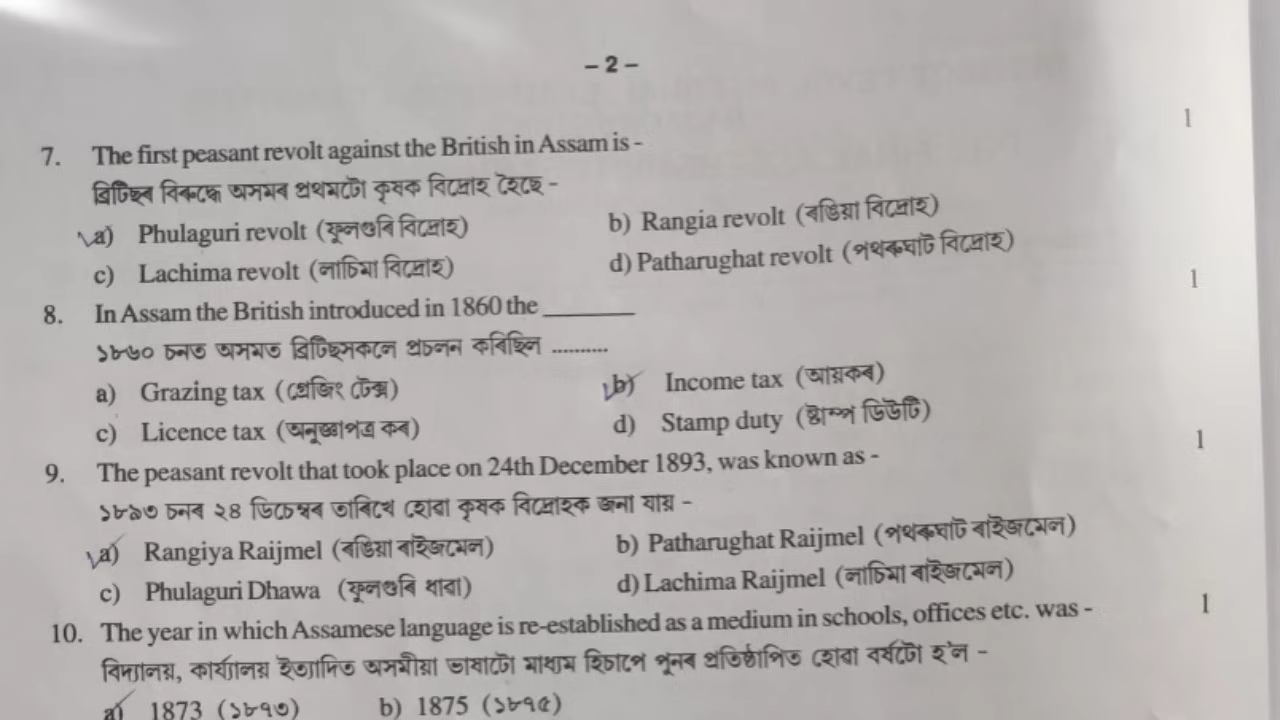 – 2 –
1
7. The first peasant revolt against the British in Assam is -
ব্ৰিটিছৰ বিৰুদ্ধে অসমৰ প্ৰথমটো কৃষক বিদ্ৰোহ হৈছে -
a) Phulaguri revolt (ফুলগুৰি বিদ্ৰোহ) b) Rangia revolt (ৰঙিয়া বিদ্ৰোহ)
c) Lachima revolt (লাচিমা বিদ্ৰোহ) d) Patharughat revolt (পথৰুঘাট বিদ্ৰোহ)
8. In Assam the British introduced in 1860 the ________ 1
১৮৬০ চনত অসমত ব্ৰিটিছসকলে প্ৰচলন কৰিছিল ..........
a) Grazing tax (গ্ৰেজিং টেক্স) b) Income tax (আয়কৰ)
c) Licence tax (অনুজ্ঞাপত্ৰ কৰ) d) Stamp duty (ষ্টাম্প ডিউটি)
9. The peasant revolt that took place on 24th December 1893, was known as - 1
১৮৯৩ চনৰ ২৪ ডিচেম্বৰ তাৰিখে হোৱা কৃষক বিদ্ৰোহক জনা যায় -
a) Rangiya Raijmel (ৰঙিয়া ৰাইজমেল) b) Patharughat Raijmel (পথৰুঘাট ৰাইজমেল)
c) Phulaguri Dhawa (ফুলগুৰি ধাৱা) d) Lachima Raijmel (লাচিমা ৰাইজমেল)
10. The year in which Assamese language is re-established as a medium in schools, offices etc. was - 1
বিদ্যালয়, কাৰ্য্যালয় ইত্যাদিত অসমীয়া ভাষাটো মাধ্যম হিচাপে পূনৰ প্ৰতিষ্ঠাপিত হোৱা বৰ্ষটো হ'ল -
a) 1873 (১৮৭৩) b) 1875 (১৮৭৫)